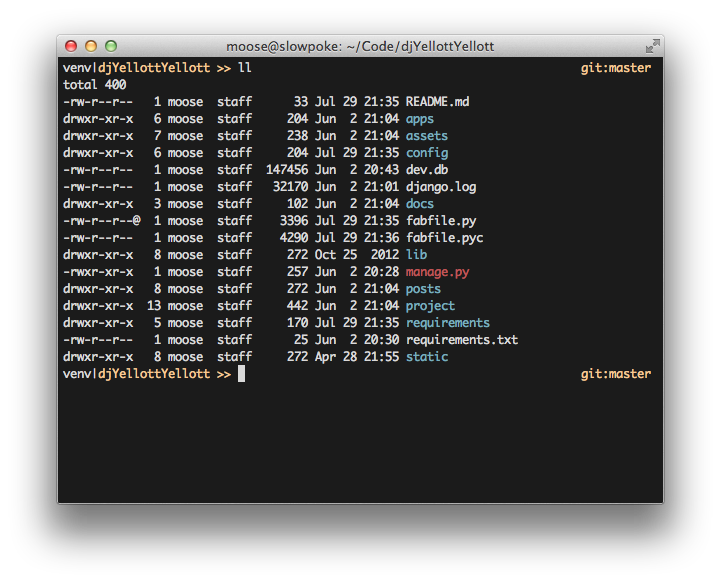 moose@slowpoke: ~/Code/djYellottYellott
venv|djYellottYellott >> ll git:master
total 400
-rw-r--r-- 1 moose staff 33 Jul 29 21:35 README.md
drwxr-xr-x 6 moose staff 204 Jun 2 21:04 apps
drwxr-xr-x 7 moose staff 238 Jun 2 21:04 assets
drwxr-xr-x 6 moose staff 204 Jul 29 21:35 config
-rw-r--r-- 1 moose staff 147456 Jun 2 20:43 dev.db
-rw-r--r-- 1 moose staff 32170 Jun 2 21:01 django.log
drwxr-xr-x 3 moose staff 102 Jun 2 21:04 docs
-rw-r--r--@ 1 moose staff 3396 Jul 29 21:35 fabfile.py
-rw-r--r-- 1 moose staff 4290 Jul 29 21:36 fabfile.pyc
drwxr-xr-x 8 moose staff 272 Oct 25 2012 lib
-rwxr-xr-x 1 moose staff 257 Jun 2 20:28 manage.py
drwxr-xr-x 8 moose staff 272 Jun 2 21:04 posts
drwxr-xr-x 13 moose staff 442 Jun 2 21:04 project
drwxr-xr-x 5 moose staff 170 Jul 29 21:35 requirements
-rw-r--r-- 1 moose staff 25 Jun 2 20:30 requirements.txt
drwxr-xr-x 8 moose staff 272 Apr 28 21:55 static
venv|djYellottYellott >> git:master